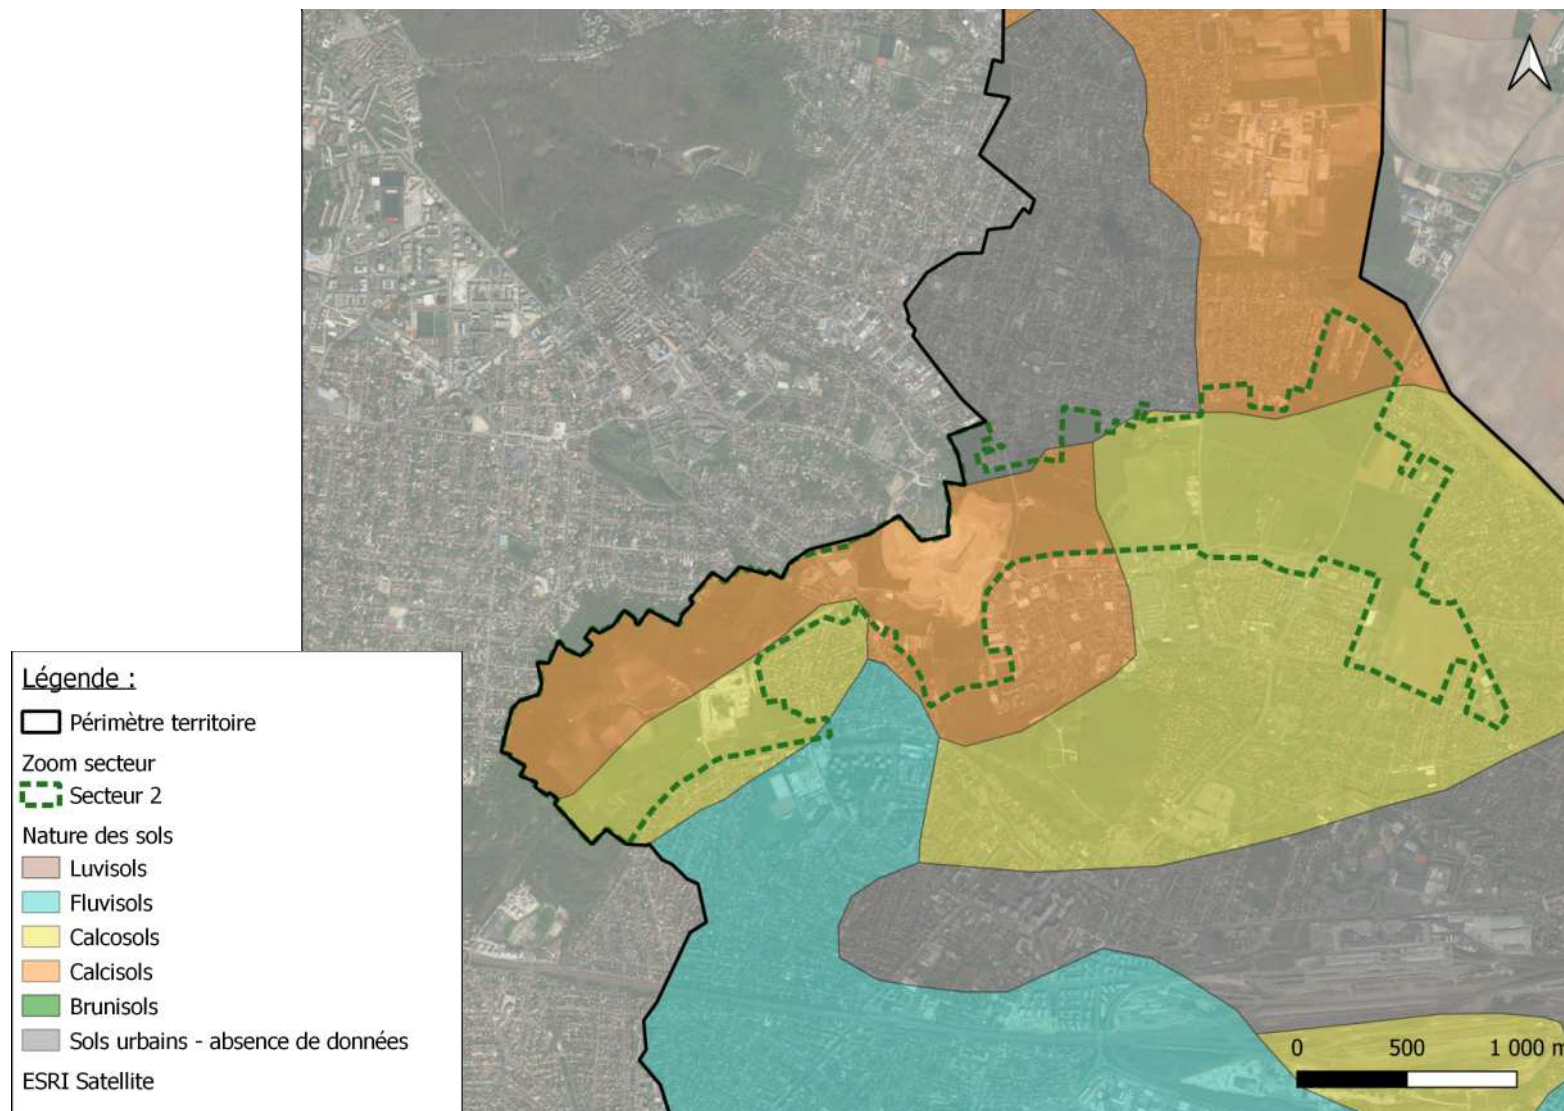 Légende :
Périmètre territoire
Zoom secteur
Secteur 2
Nature des sols
Luvisols
Fluvisols
Calcosols
Calcisols
Brunisols
Sols urbains - absence de données
ESRI Satellite
0 500 1 000 m